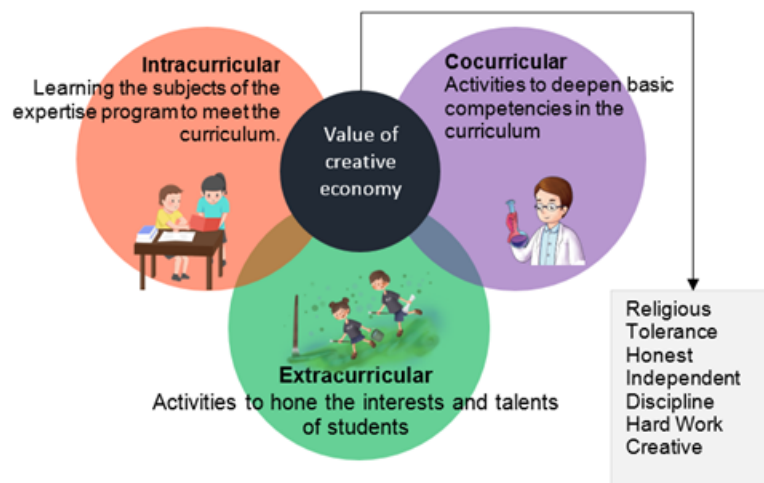 Intracurricular
Learning the subjects of the
expertise program to meet the
curriculum.
Value of
creative
economy
Cocurricular
Activities to deepen basic
competencies in the
curriculum
Extracurricular
Activities to hone the interests and talents
of students
Religious
Tolerance
Honest
Independent
Discipline
Hard Work
Creative